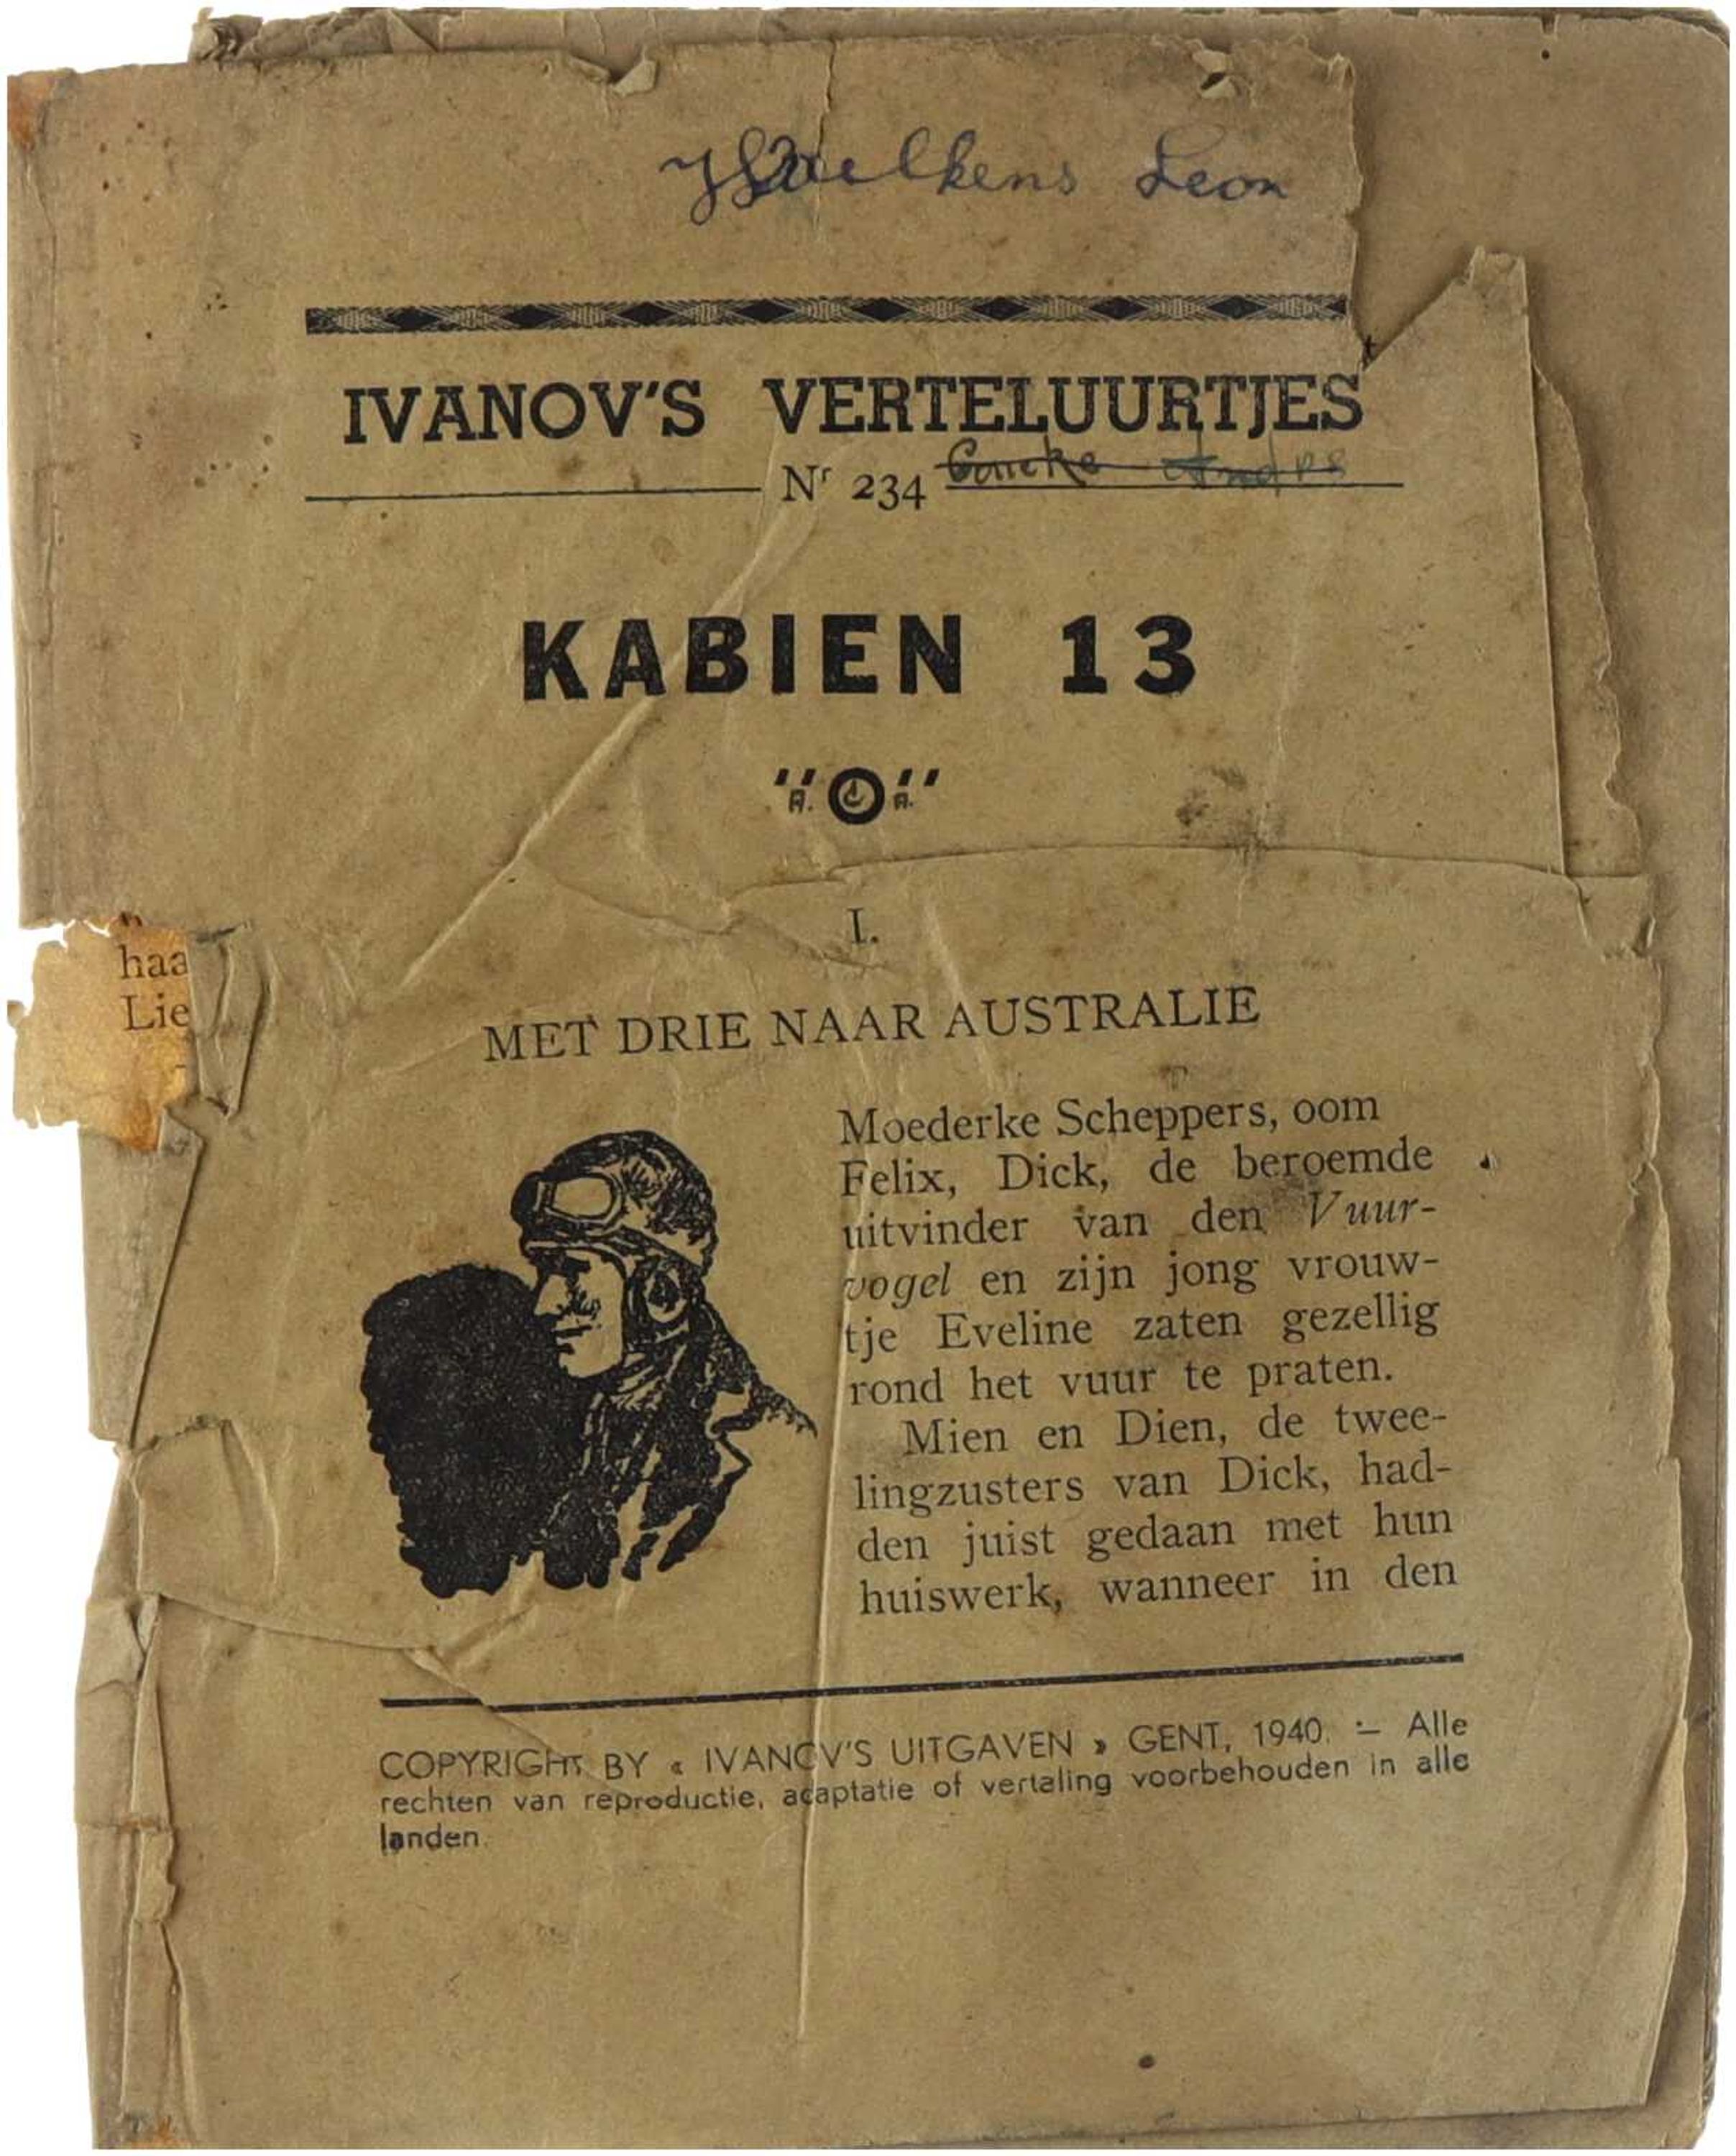 Leon
IVANOV'S VERTELUURTJES
Nr 234
KABIEN 13
I.
haa
Lie
MET DRIE NAAR AUSTRALIE
Moederke Scheppers, oom
Felix, Dick, de beroemde
uitvinder van den Vuur-
vogel en zijn jong vrouw-
tje Eveline zaten gezellig
rond het vuur te praten.
Mien en Dien, de twee-
lingzusters van Dick, had-
den juist gedaan met hun
huiswerk, wanneer in den
COPYRIGHT BY « IVANOV'S UITGAVEN » GENT, 1940. — Alle
rechten van reproductie, adaptatie of vertaling voorbehouden in alle
landen.